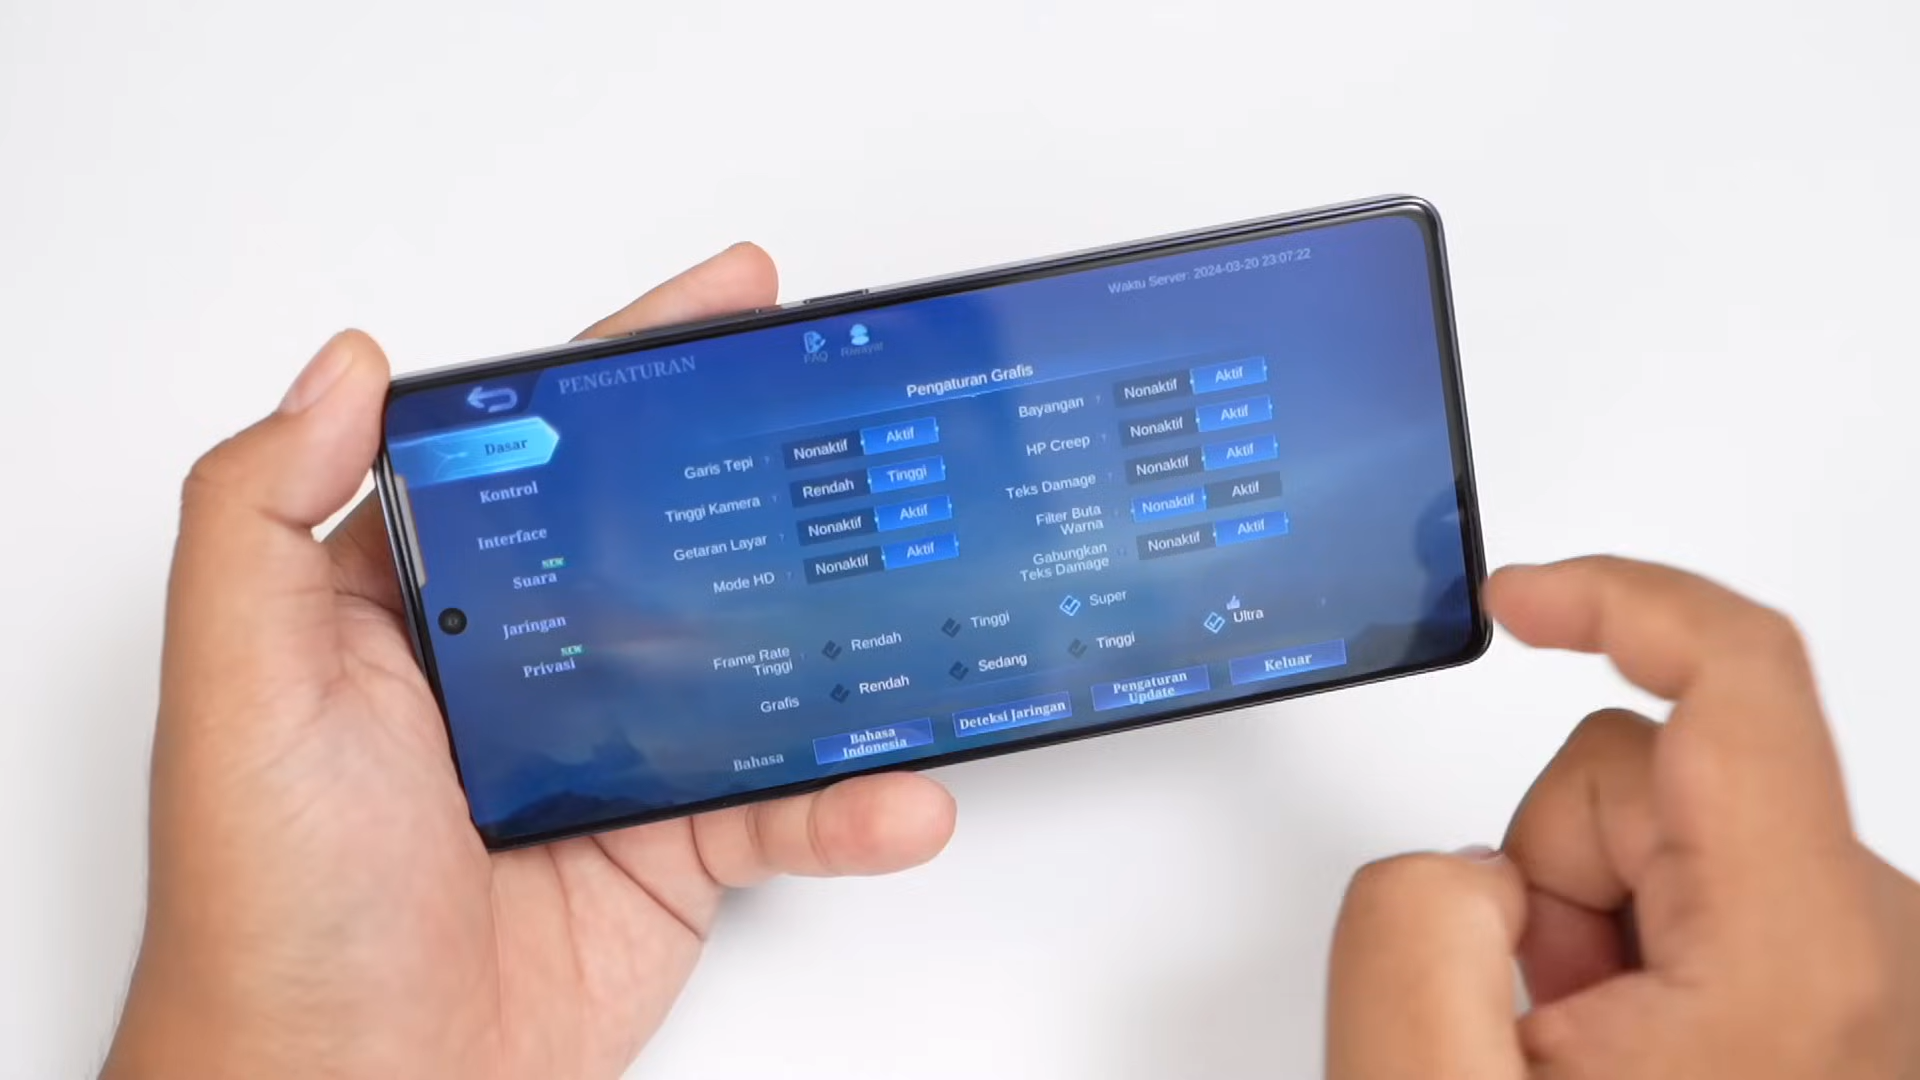 PENGATURAN
FAQ
Riwayat
Waktu Server: 2024-03-20 23:07:22
Dasar
Kontrol
Interface
NEW
Suara
Jaringan
NEW
Privasi
Pengaturan Grafis
Garis Tepi ? Nonaktif Aktif
Tinggi Kamera ? Rendah Tinggi
Getaran Layar ? Nonaktif Aktif
Mode HD ? Nonaktif Aktif
Bayangan ? Nonaktif Aktif
HP Creep ? Nonaktif Aktif
Teks Damage ? Nonaktif Aktif
Filter Buta
Warna
Nonaktif Aktif
Gabungkan
Teks Damage
Nonaktif Aktif
Frame Rate
Tinggi
Rendah Tinggi Super
Grafis Rendah Sedang Tinggi Ultra
Bahasa
Bahasa
Indonesia
Deteksi Jaringan
Pengaturan
Update
Keluar